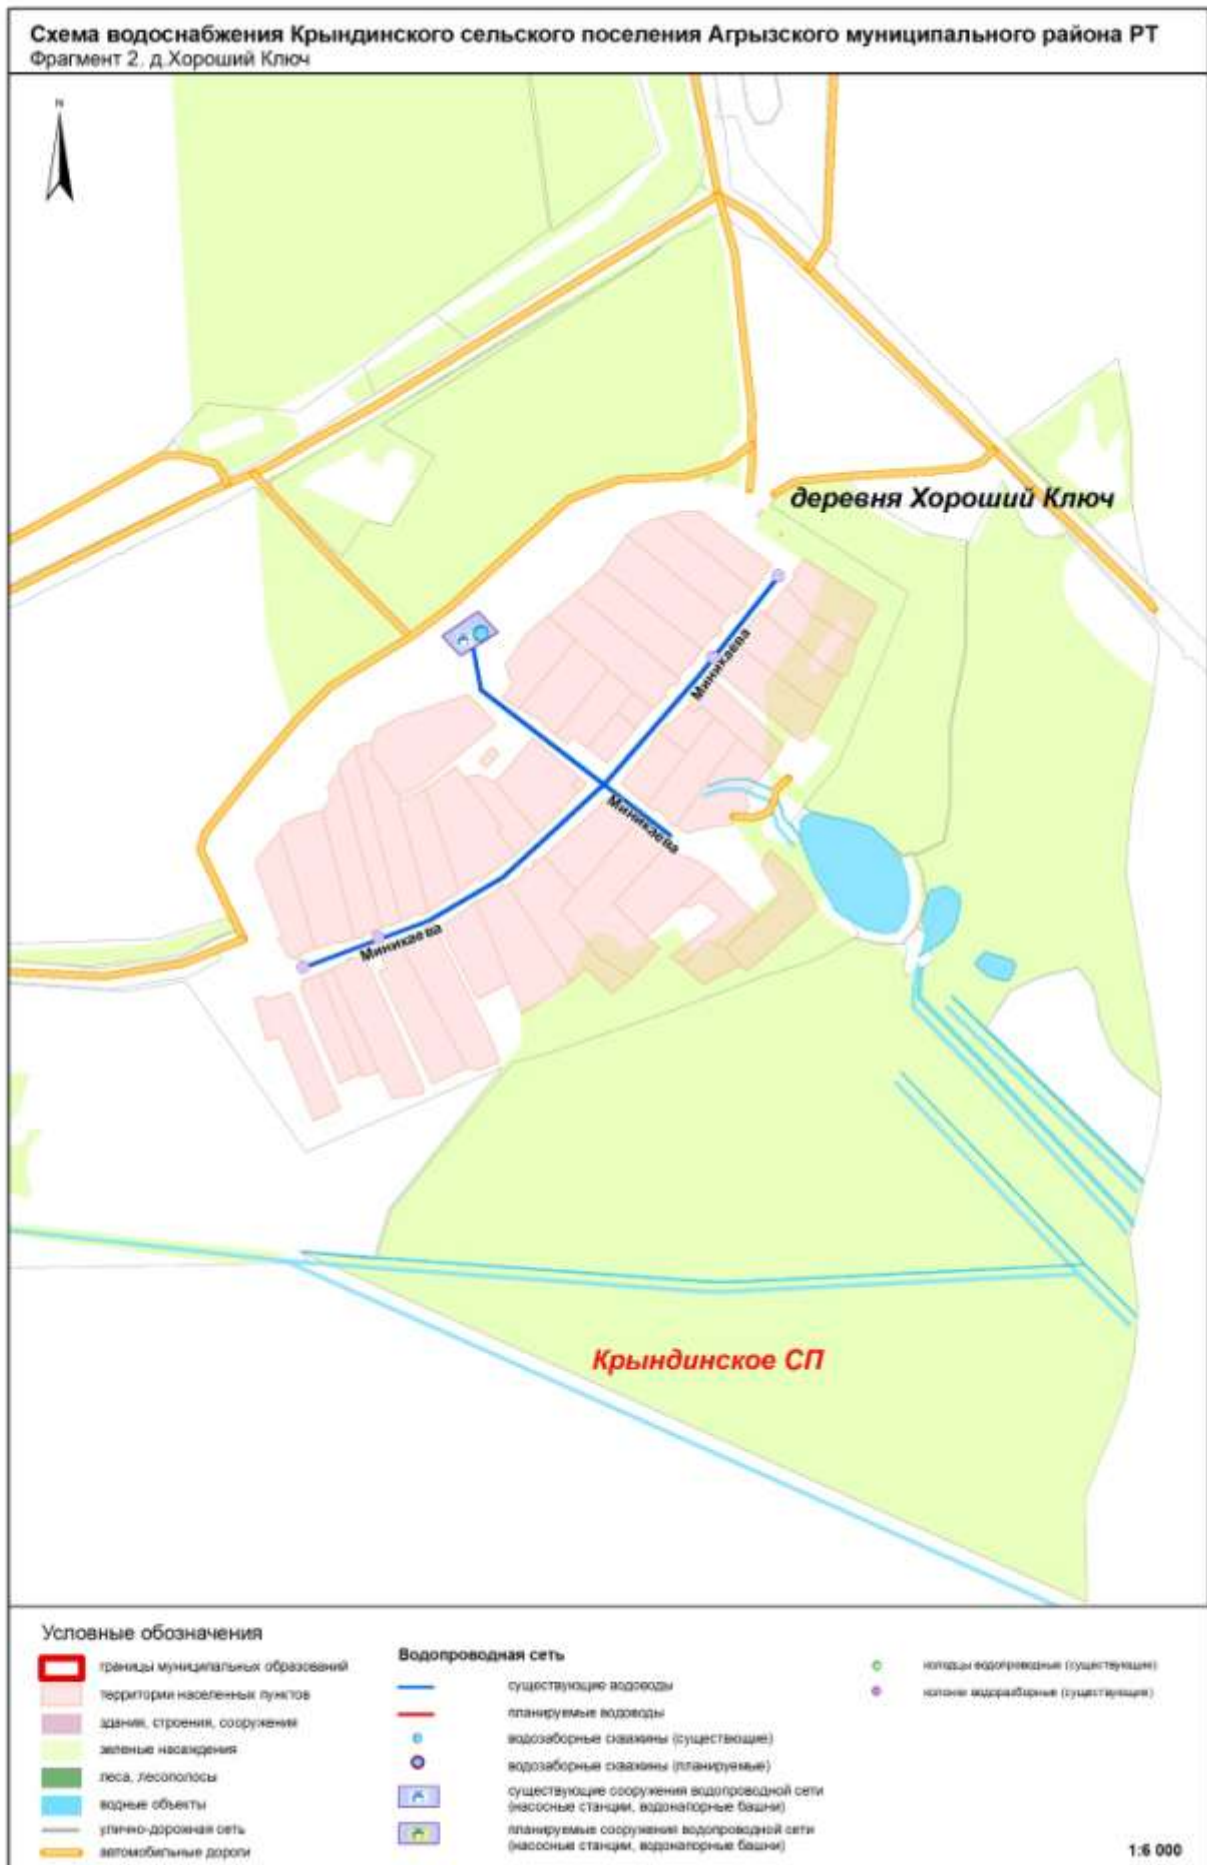 Схема водоснабжения Крындинского сельского поселения Агрызского муниципального района РТ
Фрагмент 2. д.Хороший Ключ
N
деревня Хороший Ключ
Миникаева
Миникаева
Миникаева
Крындинское СП
Условные обозначения
границы муниципальных образований
территории населенных пунктов
здания, строения, сооружения
зеленые насаждения
леса, лесополосы
водные объекты
улично-дорожная сеть
автомобильные дороги
Водопроводная сеть
существующие водоводы
планируемые водоводы
водозаборные скважины (существующие)
водозаборные скважины (планируемые)
существующие сооружения водопроводной сети
(насосные станции, водонапорные башни)
планируемые сооружения водопроводной сети
(насосные станции, водонапорные башни)
колодцы водопроводные (существующие)
колонки водоразборные (существующие)
1:6 000